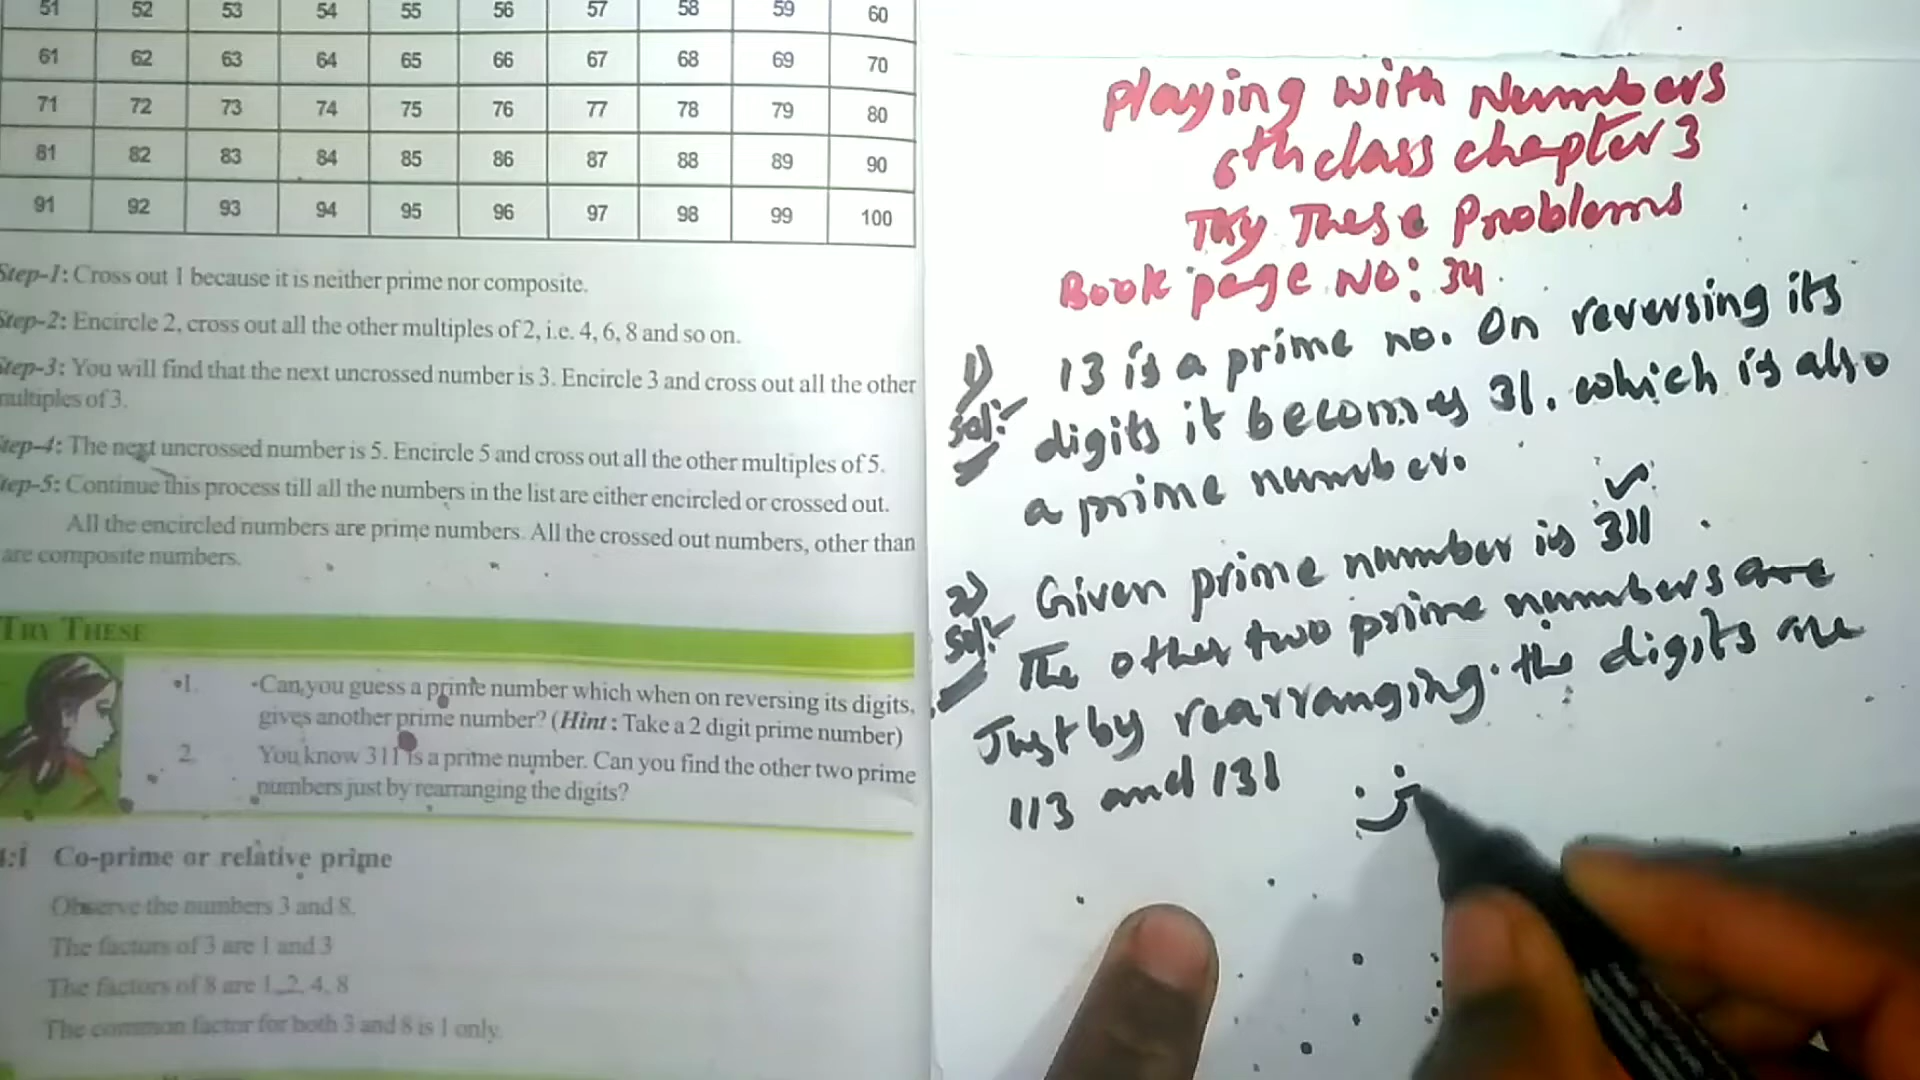 51 52 53 54 55 56 57 58 59 60
61 62 63 64 65 66 67 68 69 70
71 72 73 74 75 76 77 78 79 80
81 82 83 84 85 86 87 88 89 90
91 92 93 94 95 96 97 98 99 100
Step-1: Cross out 1 because it is neither prime nor composite.
Step-2: Encircle 2, cross out all the other multiples of 2, i.e. 4, 6, 8 and so on.
Step-3: You will find that the next uncrossed number is 3. Encircle 3 and cross out all the other
multiples of 3.
Step-4: The next uncrossed number is 5. Encircle 5 and cross out all the other multiples of 5.
Step-5: Continue this process till all the numbers in the list are either encircled or crossed out.
All the encircled numbers are prime numbers. All the crossed out numbers, other than
are composite numbers.
TRY THESE
1. Can you guess a prime number which when on reversing its digits,
gives another prime number? (Hint : Take a 2 digit prime number)
2. You know 311 is a prime number. Can you find the other two prime
numbers just by rearranging the digits?
:1 Co-prime or relative prime
Observe the numbers 3 and 8.
The factors of 3 are 1 and 3
The factors of 8 are 1, 2, 4, 8
The common factor for both 3 and 8 is 1 only.
Playing with Numbers
6th class chapter 3
Try These Problems
Book page No: 34
1) 13 is a prime no. On reversing its
Sol:- digits it becomes 31. which is also
a prime number.
2) Given prime number is 311
Sol:- The other two prime numbers are
Just by rearranging the digits are
113 and 131